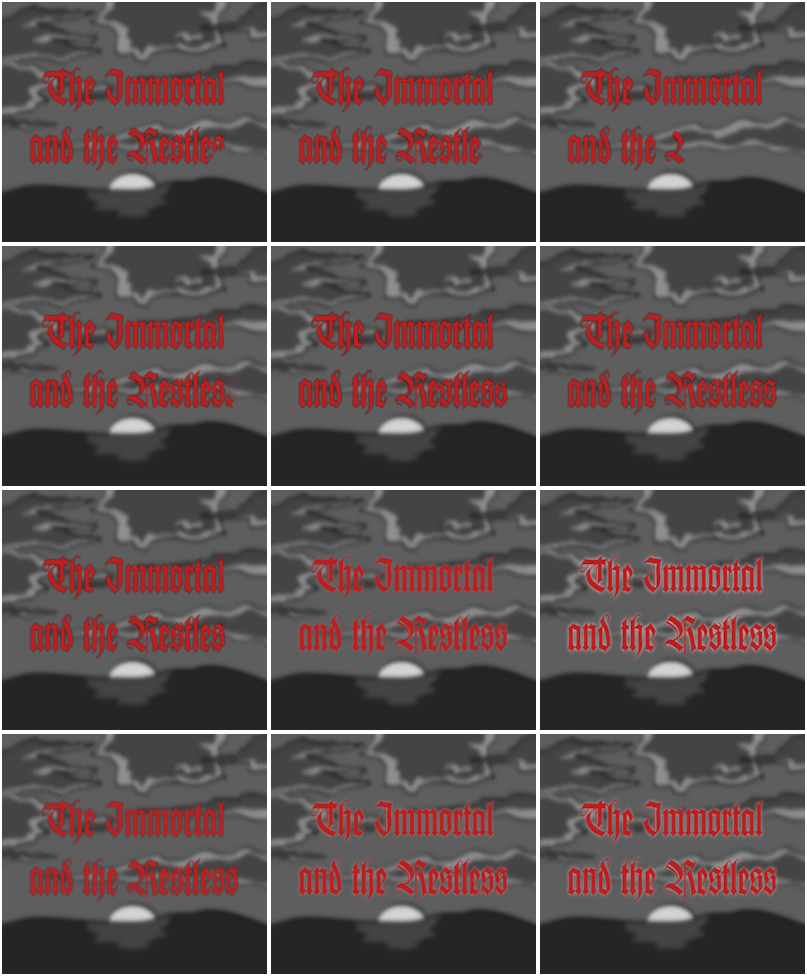 The Immortal
and the Restles
The Immortal
and the Restle
The Immortal
and the
The Immortal
and the Restles
The Immortal
and the Restless
The Immortal
and the Restless
The Immortal
and the Restles
The Immortal
and the Restless
The Immortal
and the Restless
The Immortal
and the Restless
The Immortal
and the Restless
The Immortal
and the Restless